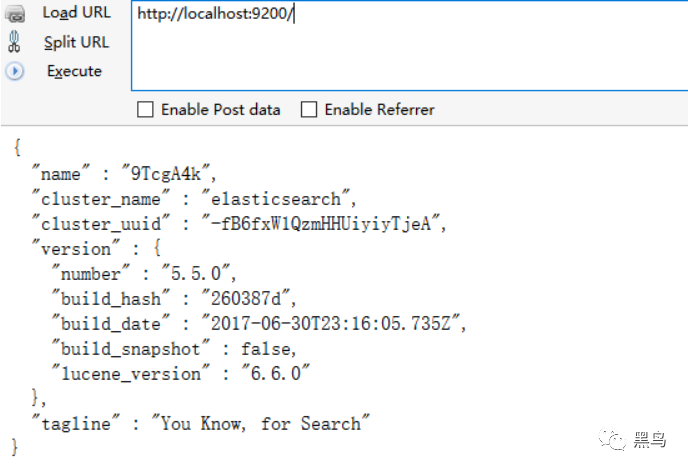 Load URL
http://localhost:9200/
Split URL
Execute
Enable Post data
Enable Referrer
{
"name" : "9TcgA4k",
"cluster_name" : "elasticsearch",
"cluster_uuid" : "-fB6fxW1QzmHHUiyiyTjeA",
"version" : {
"number" : "5.5.0",
"build_hash" : "260387d",
"build_date" : "2017-06-30T23:16:05.735Z",
"build_snapshot" : false,
"lucene_version" : "6.6.0"
},
"tagline" : "You Know, for Search"
}
黑鸟